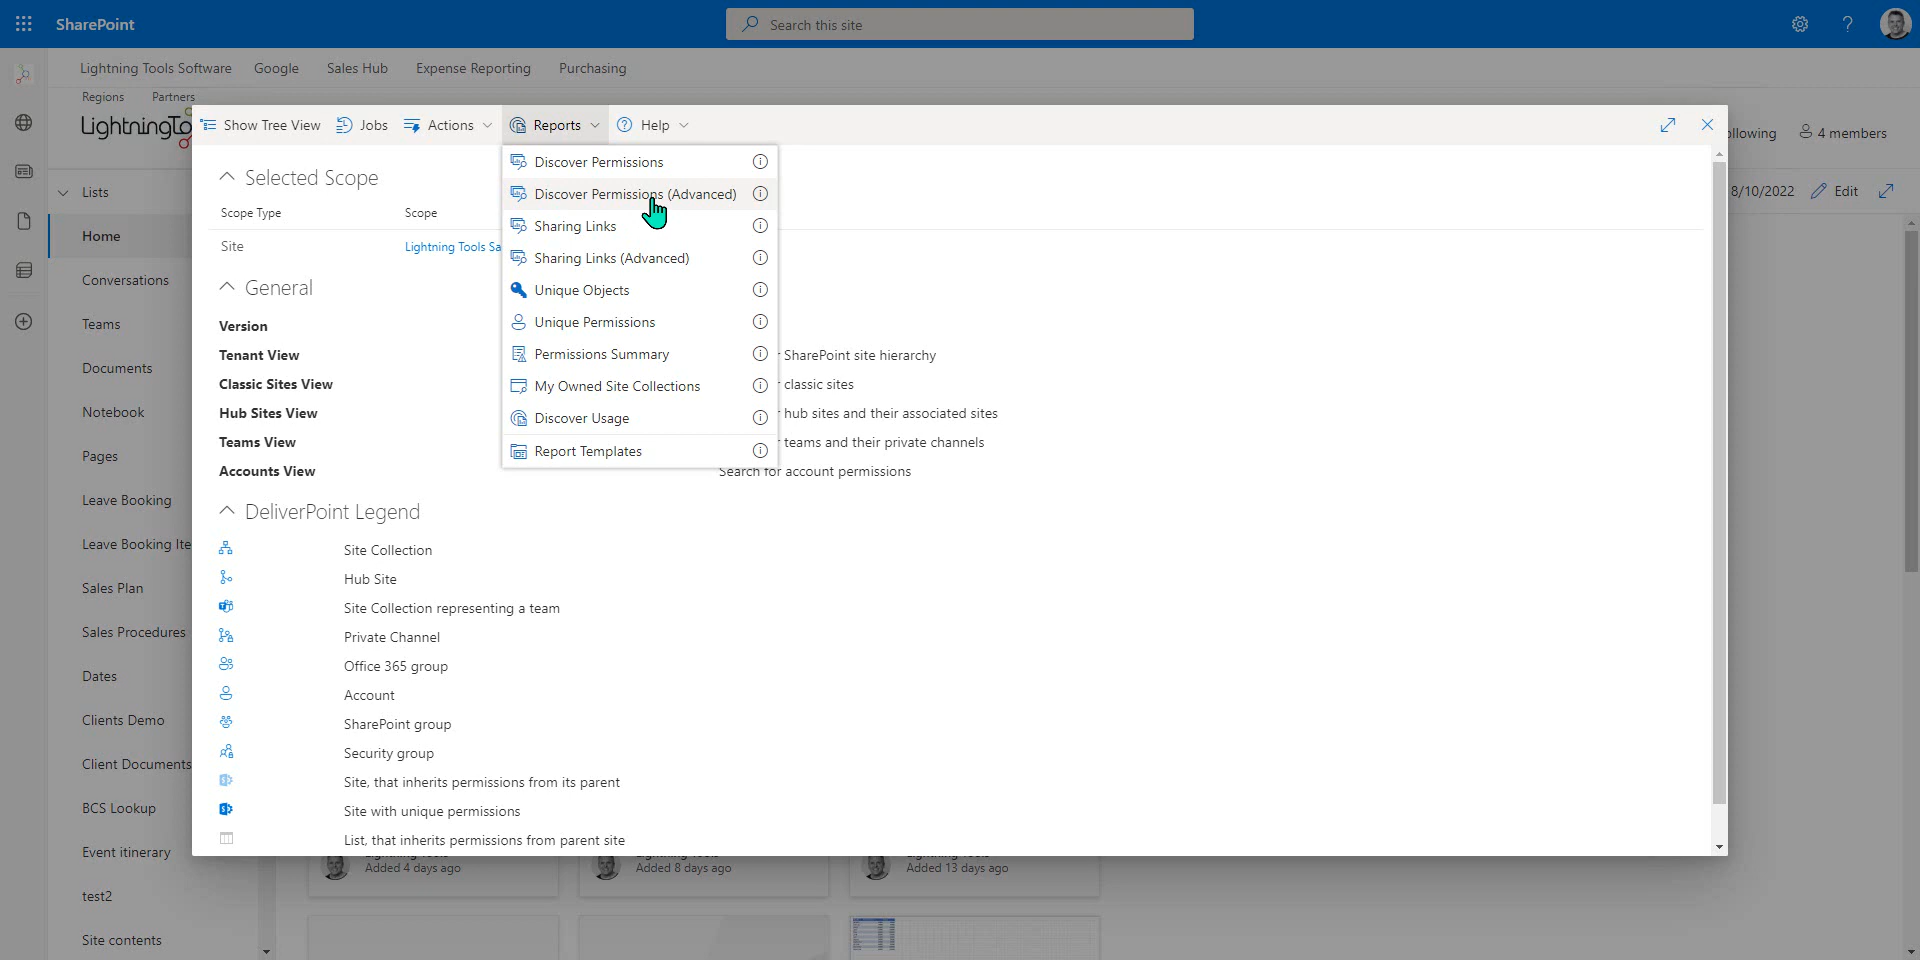 SharePoint
Search this site
Lightning Tools Software
Google
Sales Hub
Expense Reporting
Purchasing
Regions
Partners
LightningTo
llowing
4 members
Show Tree View
Jobs
Actions
Reports
Help
8/10/2022
Edit
Lists
Home
Conversations
Teams
Documents
Notebook
Pages
Leave Booking
Leave Booking Ite
Sales Plan
Sales Procedures
Dates
Clients Demo
Client Documents
BCS Lookup
Event itinerary
test2
Site contents
Selected Scope
Scope Type
Scope
Site
Lightning Tools Sa
General
Version
Tenant View
r SharePoint site hierarchy
Classic Sites View
r classic sites
Hub Sites View
r hub sites and their associated sites
Teams View
r teams and their private channels
Accounts View
Search for account permissions
Discover Permissions
Discover Permissions (Advanced)
Sharing Links
Sharing Links (Advanced)
Unique Objects
Unique Permissions
Permissions Summary
My Owned Site Collections
Discover Usage
Report Templates
DeliverPoint Legend
Site Collection
Hub Site
Site Collection representing a team
Private Channel
Office 365 group
Account
SharePoint group
Security group
Site, that inherits permissions from its parent
Site with unique permissions
List, that inherits permissions from parent site
Added 4 days ago
Added 8 days ago
Added 13 days ago